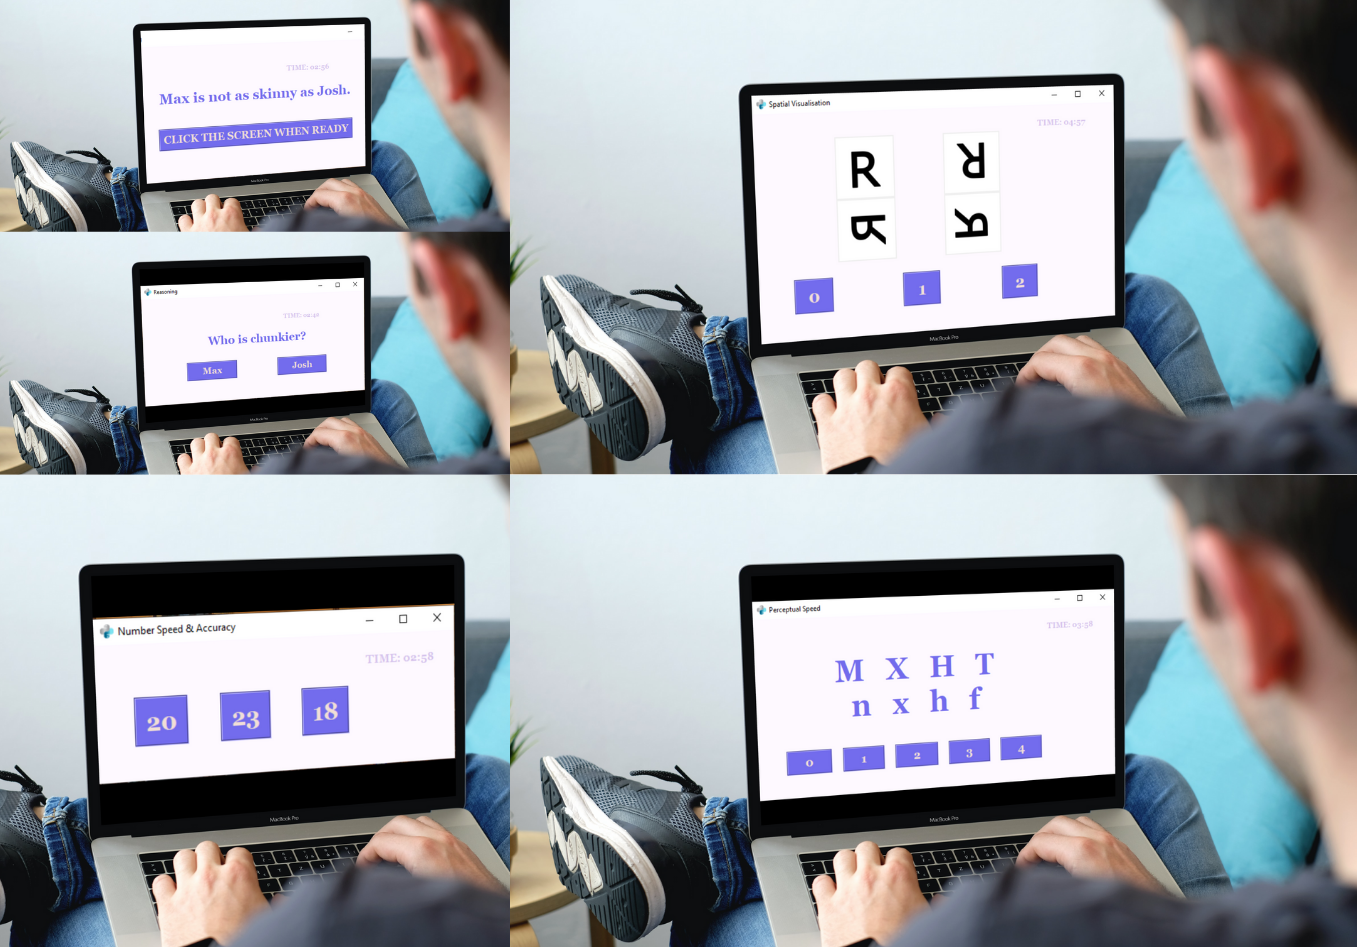 TIME: 02:56
Max is not as skinny as Josh.
CLICK THE SCREEN WHEN READY
MacBook Pro
Reasoning
TIME: 02:48
Who is chunkier?
Max Josh
MacBook Pro
Spatial Visualisation
TIME: 04:57
R R
R R
0 1 2
MacBook Pro
Number Speed & Accuracy
TIME: 02:58
20 23 18
MacBook Pro
Perceptual Speed
TIME: 03:58
M X H T
n x h f
0 1 2 3 4
MacBook Pro